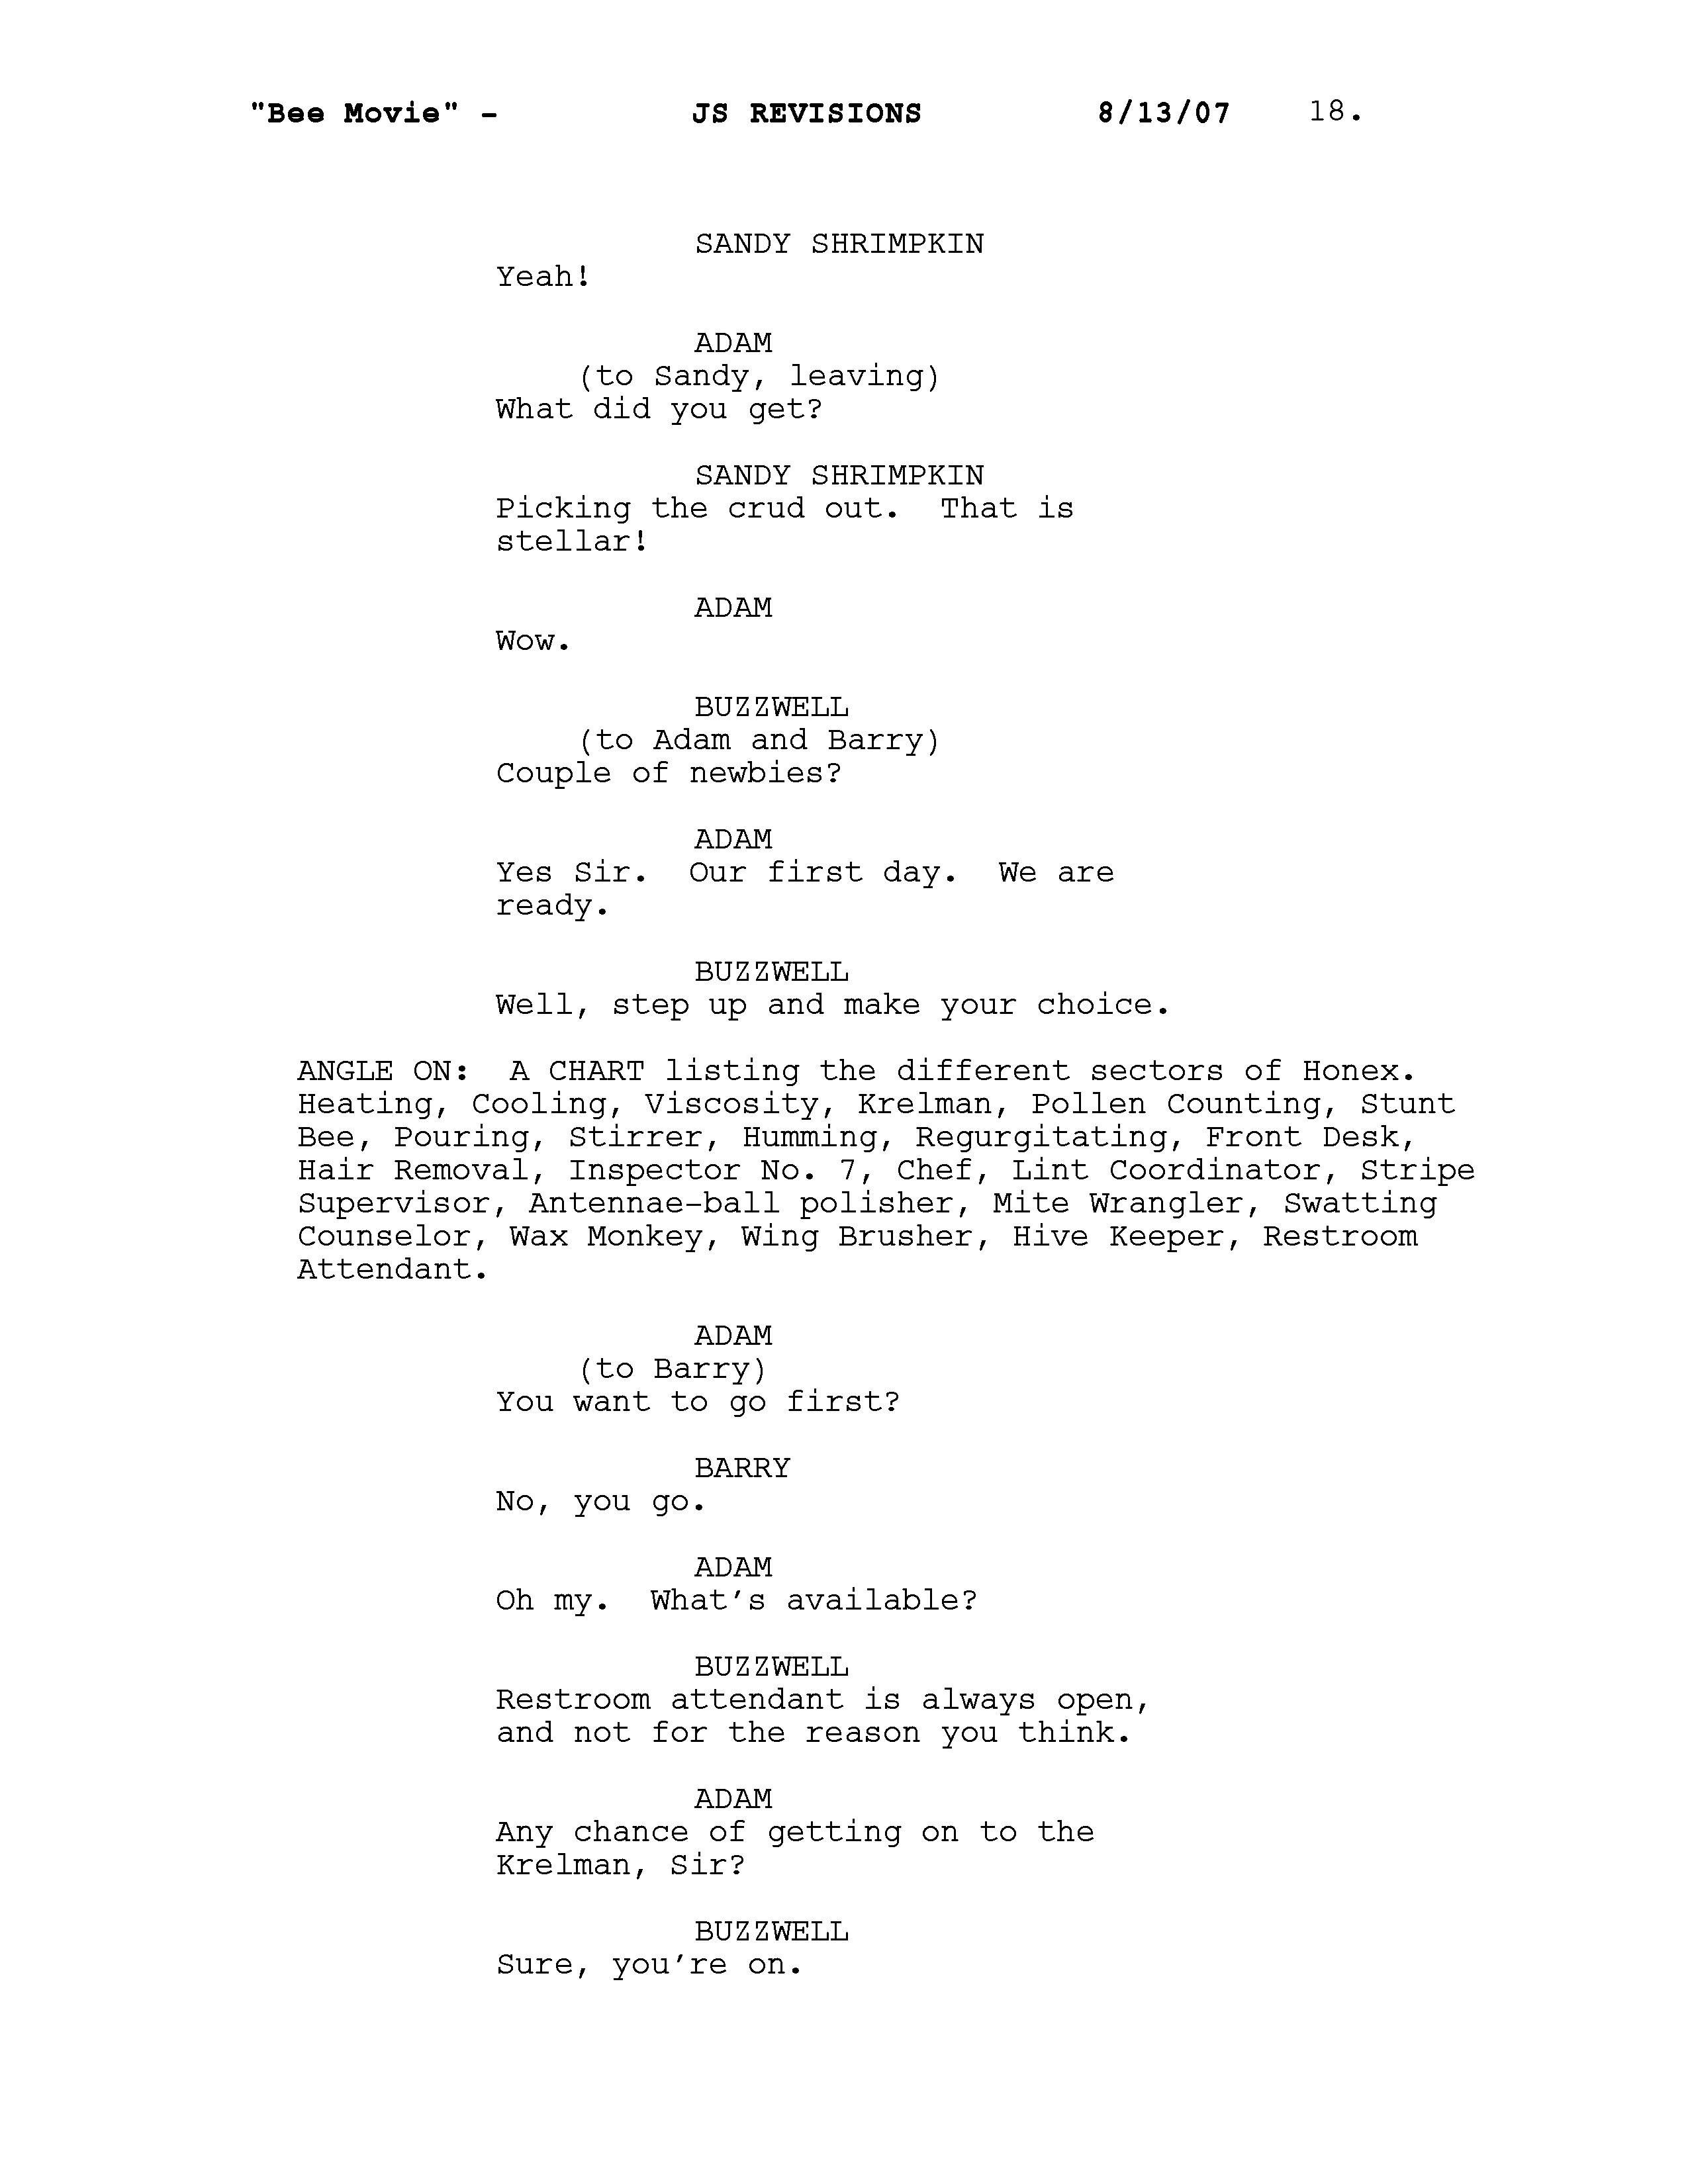 "Bee Movie" - JS REVISIONS 8/13/07 18.
SANDY SHRIMPKIN
Yeah!
ADAM
(to Sandy, leaving)
What did you get?
SANDY SHRIMPKIN
Picking the crud out.  That is
stellar!
ADAM
Wow.
BUZZWELL
(to Adam and Barry)
Couple of newbies?
ADAM
Yes Sir.  Our first day.  We are
ready.
BUZZWELL
Well, step up and make your choice.
ANGLE ON:  A CHART listing the different sectors of Honex.
Heating, Cooling, Viscosity, Krelman, Pollen Counting, Stunt
Bee, Pouring, Stirrer, Humming, Regurgitating, Front Desk,
Hair Removal, Inspector No. 7, Chef, Lint Coordinator, Stripe
Supervisor, Antennae-ball polisher, Mite Wrangler, Swatting
Counselor, Wax Monkey, Wing Brusher, Hive Keeper, Restroom
Attendant.
ADAM
(to Barry)
You want to go first?
BARRY
No, you go.
ADAM
Oh my.  What's available?
BUZZWELL
Restroom attendant is always open,
and not for the reason you think.
ADAM
Any chance of getting on to the
Krelman, Sir?
BUZZWELL
Sure, you're on.